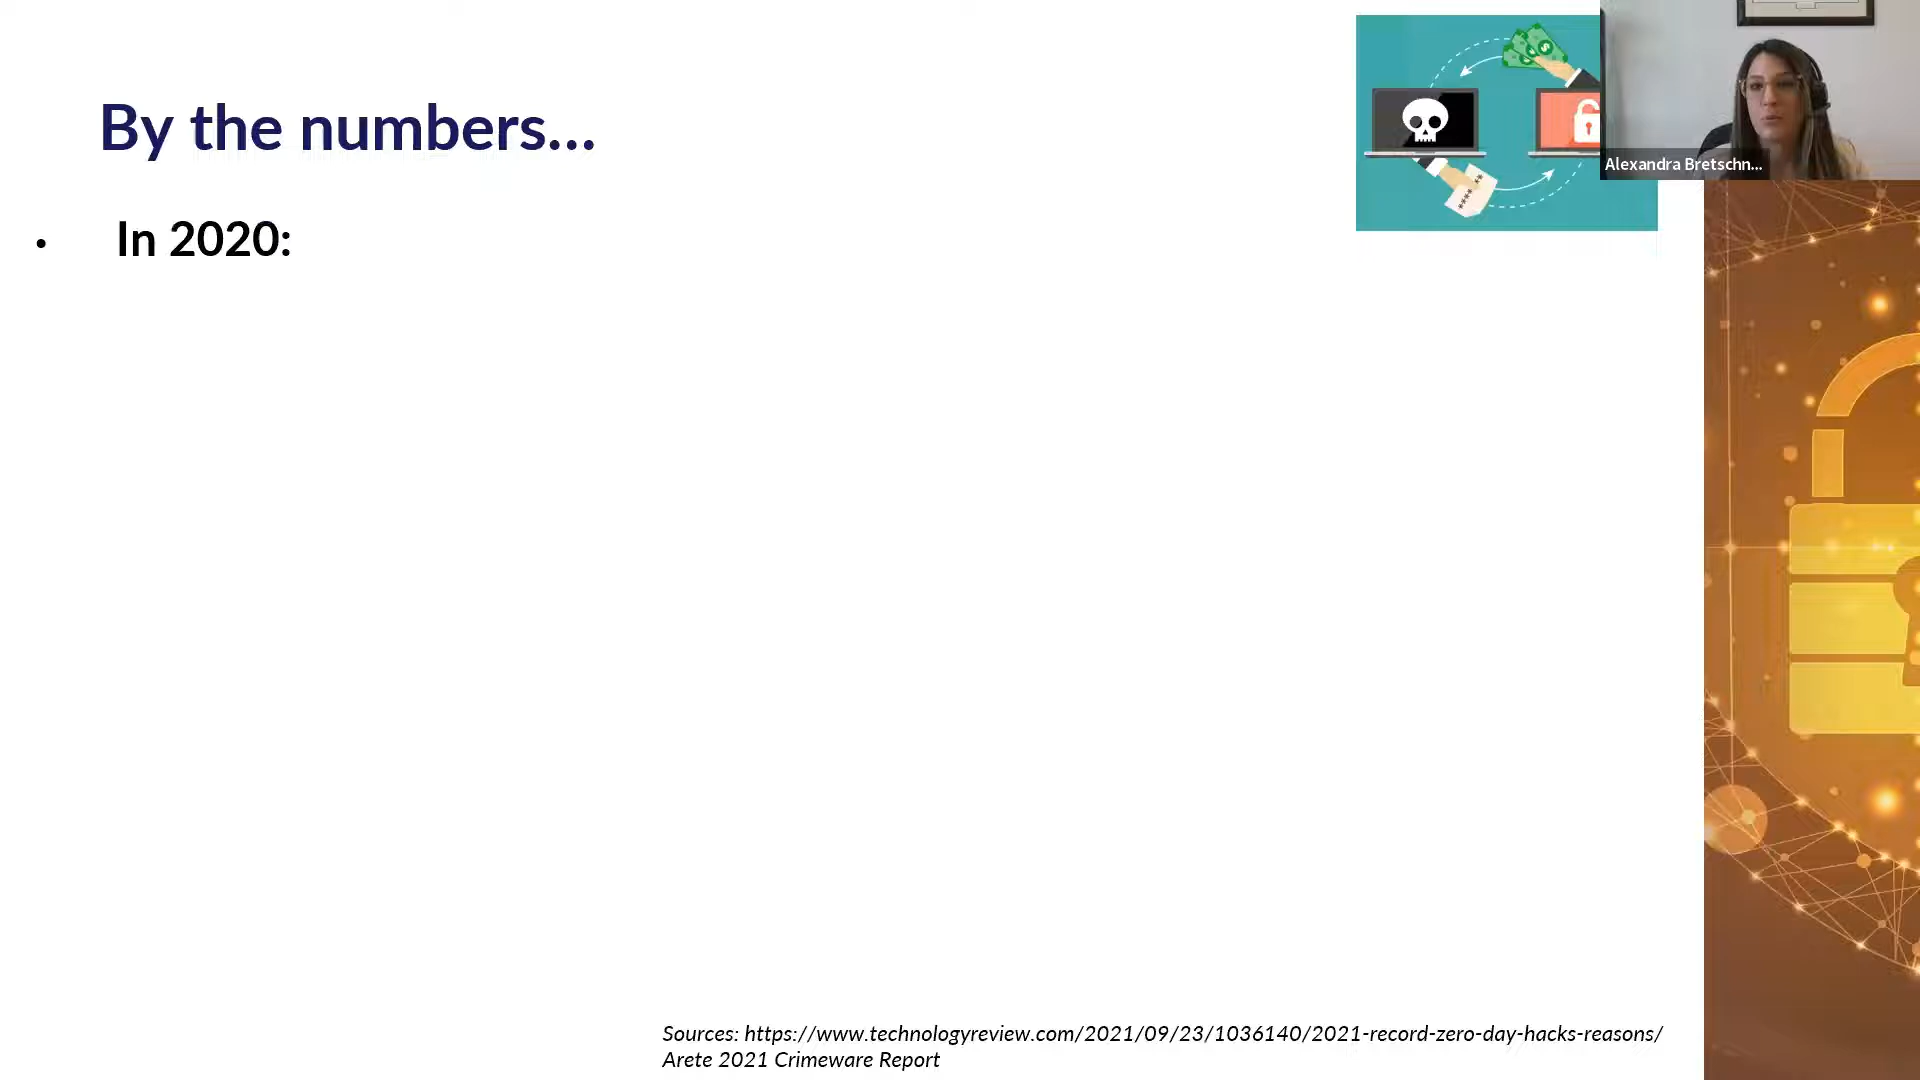 By the numbers...
• In 2020:
Alexandra Bretschn...
Sources: https://www.technologyreview.com/2021/09/23/1036140/2021-record-zero-day-hacks-reasons/
Arete 2021 Crimeware Report